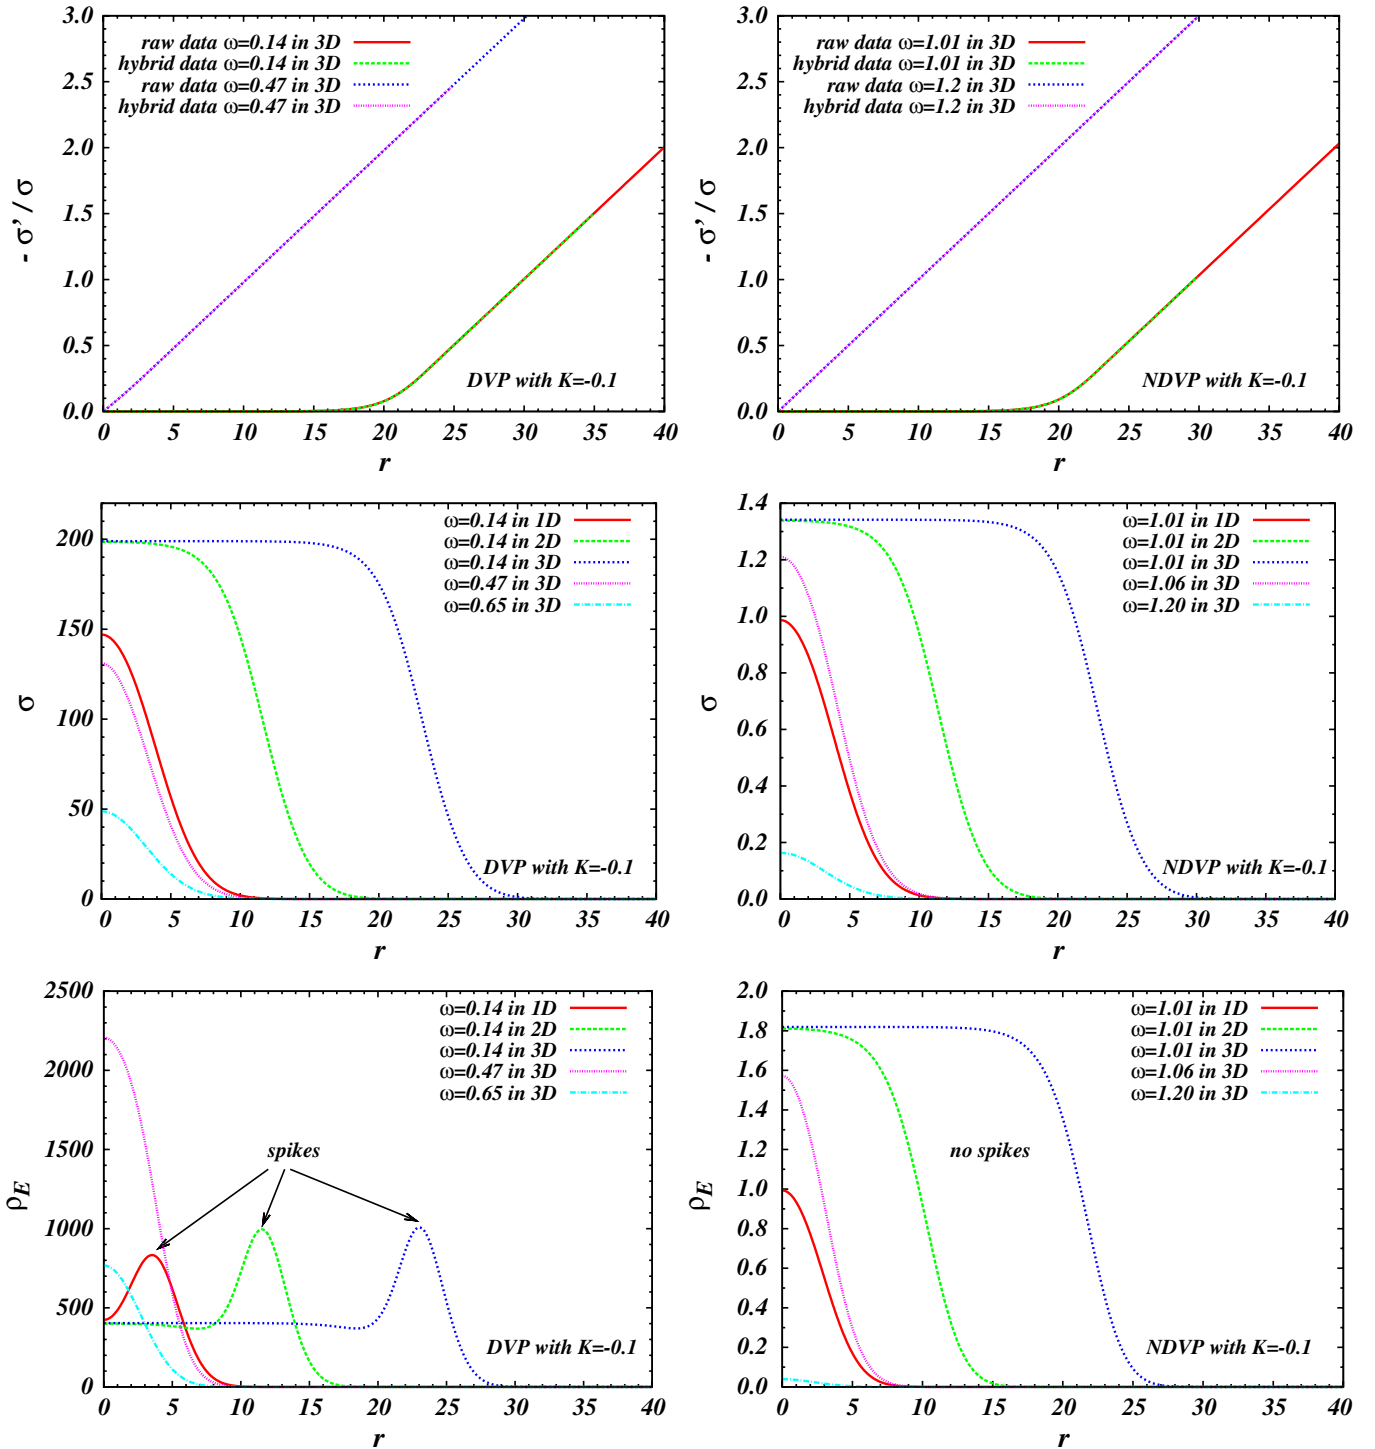 3.0
2.5
2.0
1.5
1.0
0.5
0.0
- σ' / σ
raw data ω=0.14 in 3D
hybrid data ω=0.14 in 3D
raw data ω=0.47 in 3D
hybrid data ω=0.47 in 3D
DVP with K=-0.1
0 5 10 15 20 25 30 35 40
r
3.0
2.5
2.0
1.5
1.0
0.5
0.0
- σ' / σ
raw data ω=1.01 in 3D
hybrid data ω=1.01 in 3D
raw data ω=1.2 in 3D
hybrid data ω=1.2 in 3D
NDVP with K=-0.1
0 5 10 15 20 25 30 35 40
r
200
150
100
50
0
σ
ω=0.14 in 1D
ω=0.14 in 2D
ω=0.14 in 3D
ω=0.47 in 3D
ω=0.65 in 3D
DVP with K=-0.1
0 5 10 15 20 25 30 35 40
r
1.4
1.2
1.0
0.8
0.6
0.4
0.2
0.0
σ
ω=1.01 in 1D
ω=1.01 in 2D
ω=1.01 in 3D
ω=1.06 in 3D
ω=1.20 in 3D
NDVP with K=-0.1
0 5 10 15 20 25 30 35 40
r
2500
2000
1500
1000
500
0
ρE
ω=0.14 in 1D
ω=0.14 in 2D
ω=0.14 in 3D
ω=0.47 in 3D
ω=0.65 in 3D
spikes
DVP with K=-0.1
0 5 10 15 20 25 30 35 40
r
2.0
1.8
1.6
1.4
1.2
1.0
0.8
0.6
0.4
0.2
0.0
ρE
ω=1.01 in 1D
ω=1.01 in 2D
ω=1.01 in 3D
ω=1.06 in 3D
ω=1.20 in 3D
no spikes
NDVP with K=-0.1
0 5 10 15 20 25 30 35 40
r